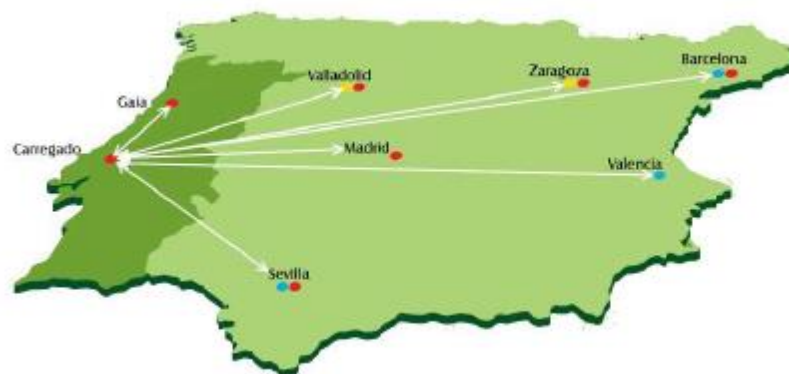 Barcelona
Zaragoza
Valladolid
Gaia
Carregado
Madrid
Valencia
Sevilla